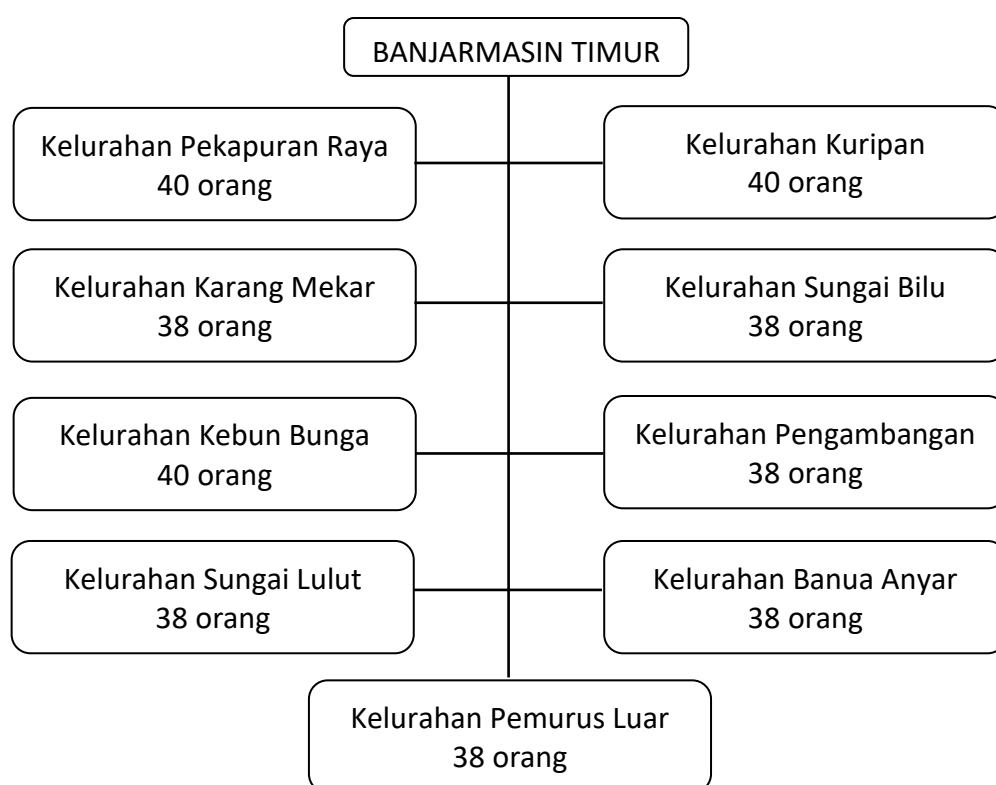 BANJARMASIN TIMUR
Kelurahan Pekapuran Raya
40 orang
Kelurahan Kuripan
40 orang
Kelurahan Karang Mekar
38 orang
Kelurahan Sungai Bilu
38 orang
Kelurahan Kebun Bunga
40 orang
Kelurahan Pengambangan
38 orang
Kelurahan Sungai Lulut
38 orang
Kelurahan Banua Anyar
38 orang
Kelurahan Pemurus Luar
38 orang